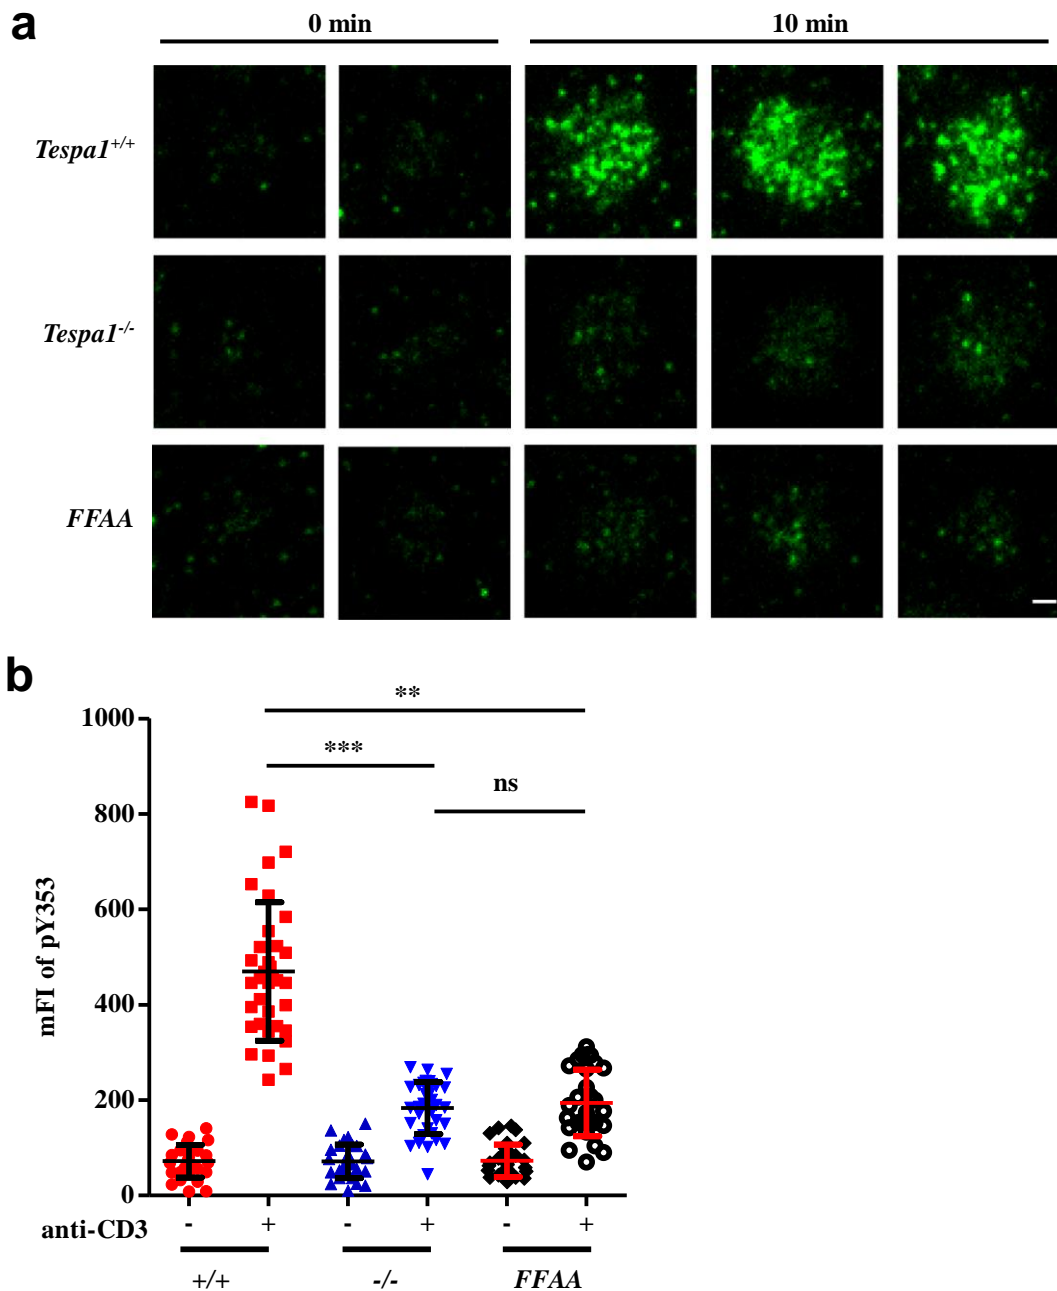 a
0 min 10 min
Tespa1+/+
Tespa1-/-
FFAA
b
**
***
ns
1000
800
600
400
200
0
mFI of pY353
anti-CD3 - + - + - +
+/+ -/- FFAA